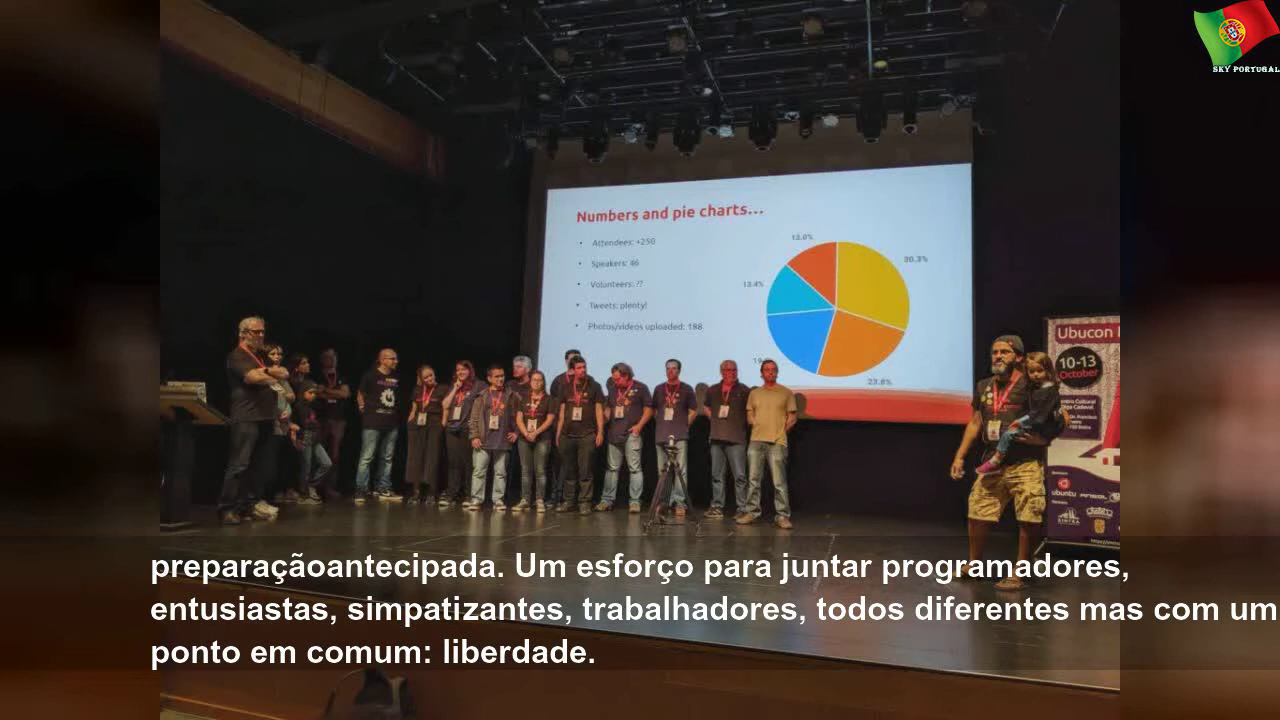 SKY PORTUGAL
Numbers and pie charts...
• Attendees: +250
• Speakers: 46
• Volunteers: ??
• Tweets: plenty!
• Photos/videos uploaded: 188
13.0%
30.3%
13.4%
23.8%
Ubucon
10-13
October
ubuntu
SINTRA
preparaçãoantecipada. Um esforço para juntar programadores,
entusiastas, simpatizantes, trabalhadores, todos diferentes mas com um
ponto em comum: liberdade.